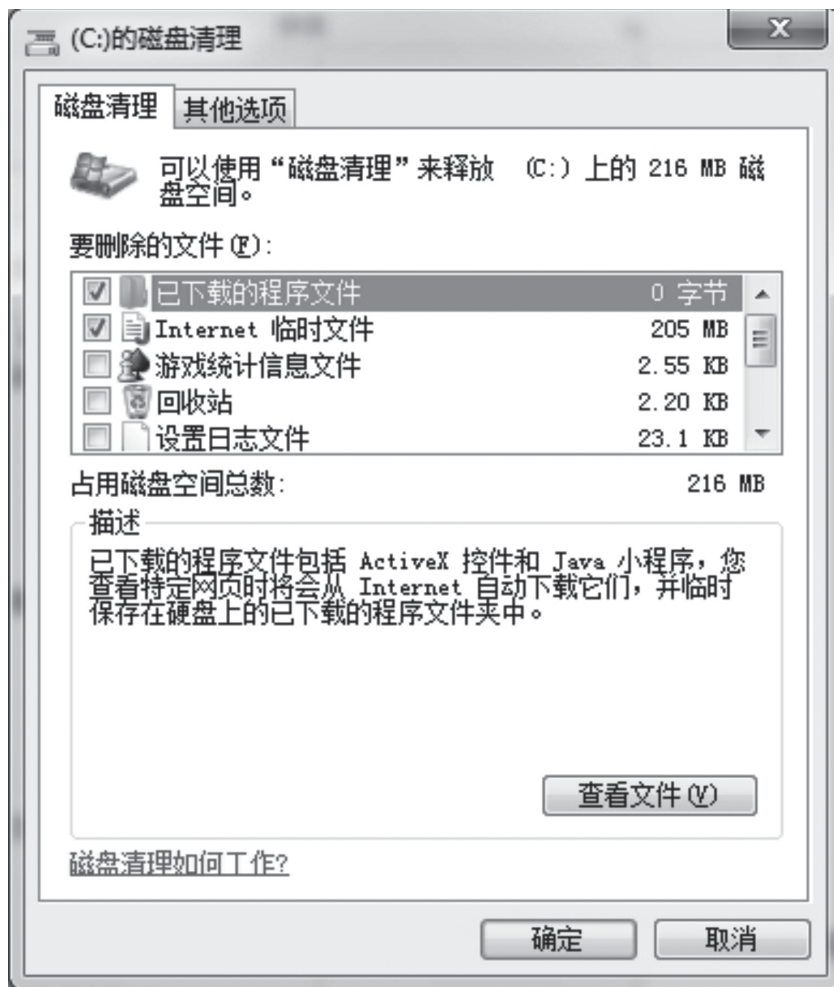 (C:)的磁盘清理
磁盘清理 其他选项
可以使用“磁盘清理”来释放 (C:) 上的 216 MB 磁
盘空间。
要删除的文件(F):
已下载的程序文件 0 字节
Internet 临时文件 205 MB
游戏统计信息文件 2.55 KB
回收站 2.20 KB
设置日志文件 23.1 KB
占用磁盘空间总数: 216 MB
描述
已下载的程序文件包括 ActiveX 控件和 Java 小程序，您
查看特定网页时将会从 Internet 自动下载它们，并临时
保存在硬盘上的已下载的程序文件夹中。
查看文件(V)
磁盘清理如何工作?
确定 取消